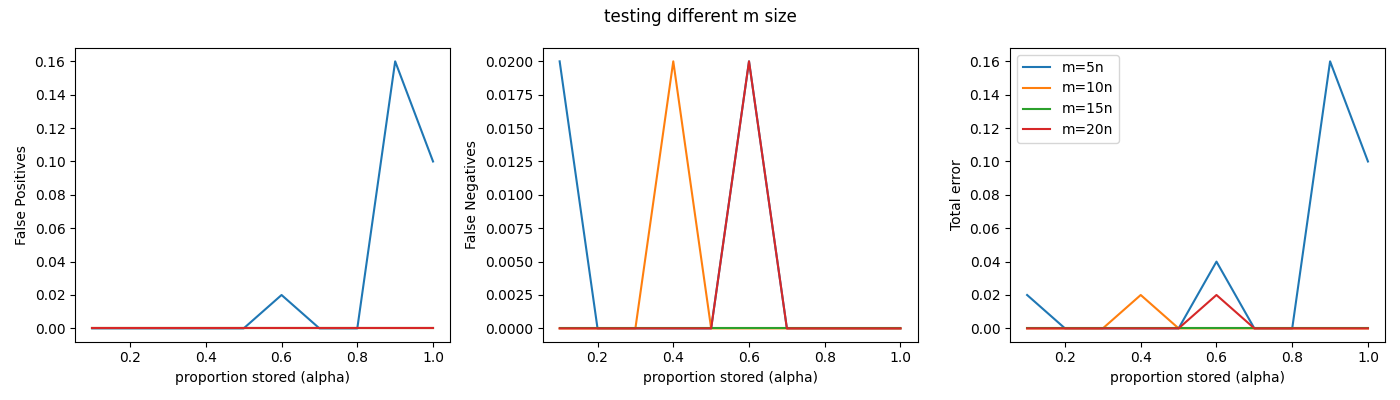 testing different m size
0.16
0.14
0.12
0.10
0.08
0.06
0.04
0.02
0.00
False Positives
0.2 0.4 0.6 0.8 1.0
proportion stored (alpha)
0.0200
0.0175
0.0150
0.0125
0.0100
0.0075
0.0050
0.0025
0.0000
False Negatives
0.2 0.4 0.6 0.8 1.0
proportion stored (alpha)
0.16
0.14
0.12
0.10
0.08
0.06
0.04
0.02
0.00
Total error
m=5n
m=10n
m=15n
m=20n
0.2 0.4 0.6 0.8 1.0
proportion stored (alpha)